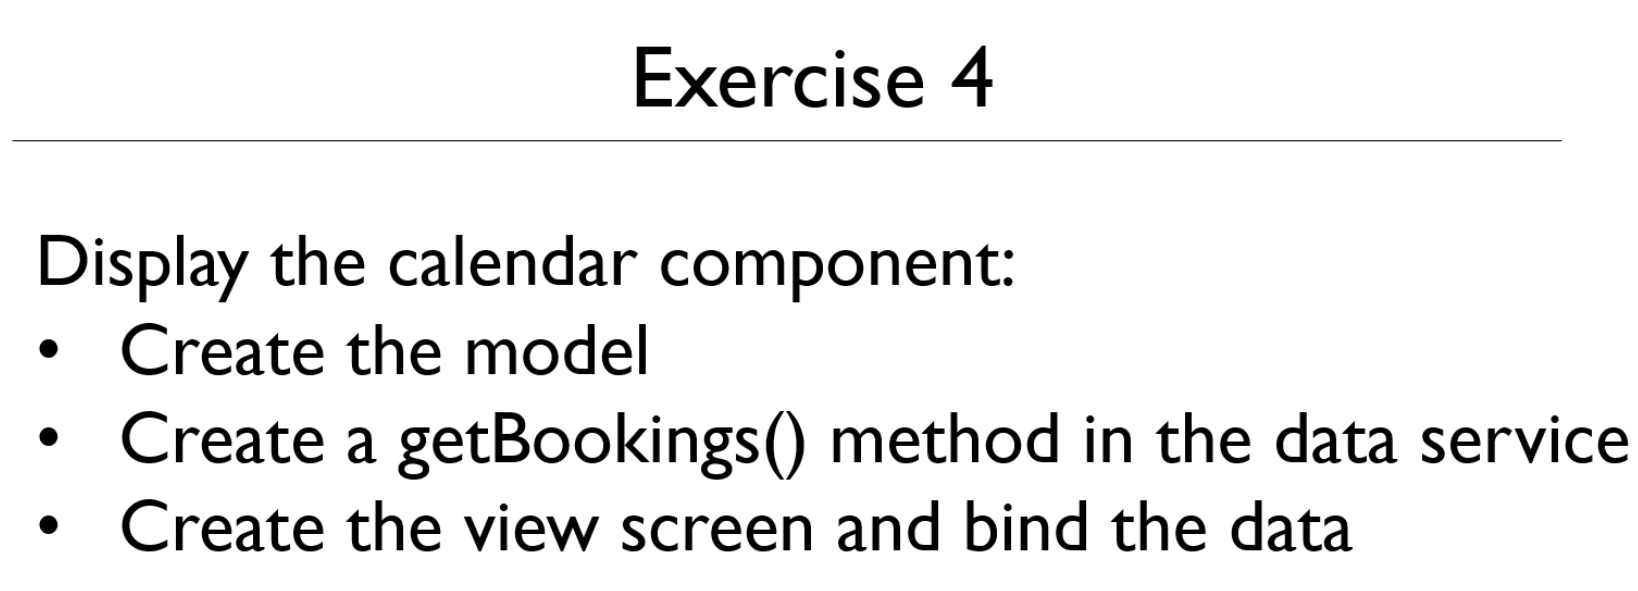 Exercise 4
Display the calendar component:
• Create the model
• Create a getBookings() method in the data service
• Create the view screen and bind the data